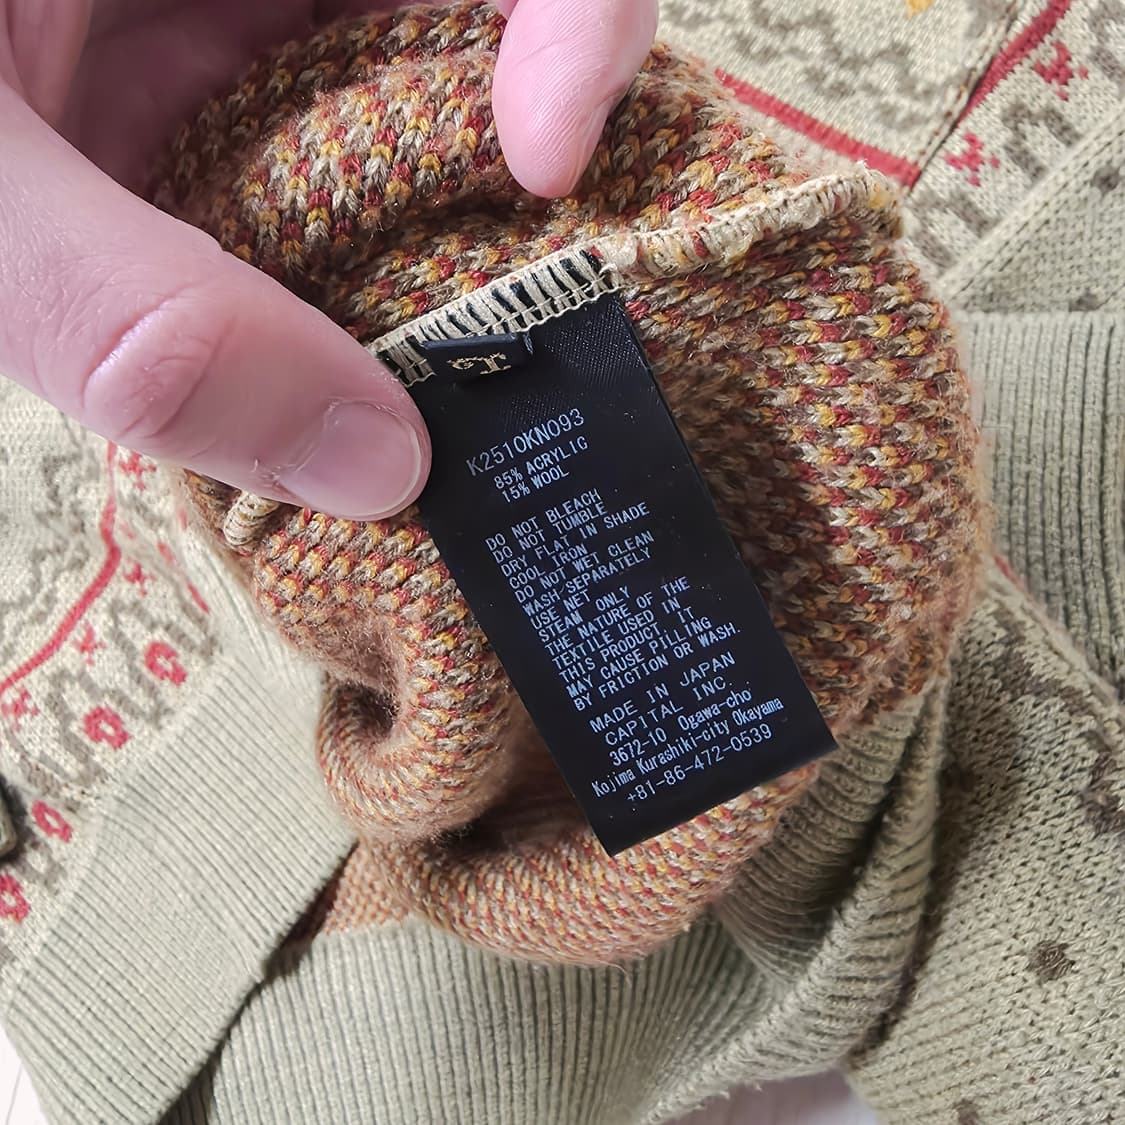 K2510KN093
85% ACRYLIC
15% WOOL
DO NOT BLEACH
DO NOT TUMBLE
DRY FLAT IN SHADE
COOL IRON
DO NOT WET CLEAN
WASH SEPARATELY
USE NET
STEAM ONLY
THE NATURE OF THE
TEXTILE USED IN
THIS PRODUCT IT
MAY CAUSE PILLING
BY FRICTION OR WASH.
MADE IN JAPAN
CAPITAL INC.
3672-10 Ogawa-cho
Kojima Kurashiki-city Okayama
+81-86-472-0539